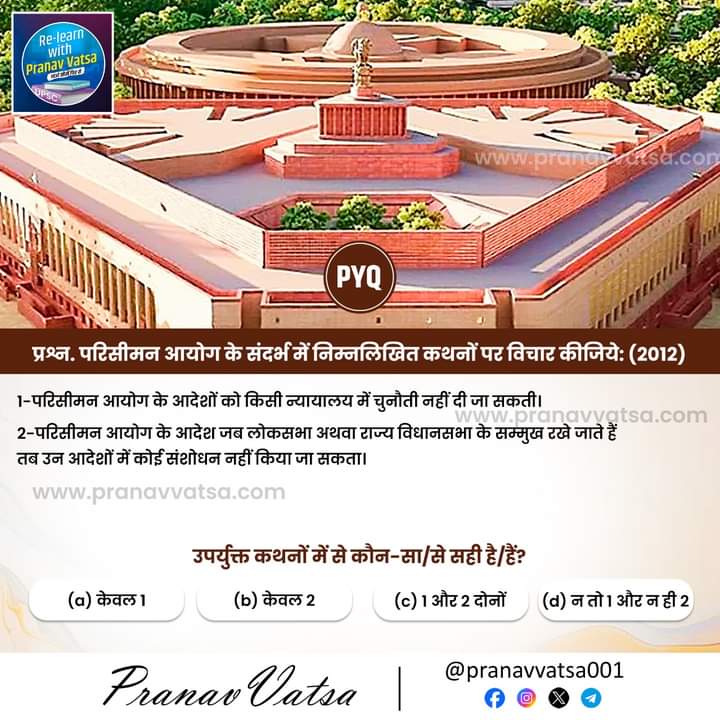 Re-learn
with
Pranav Vatsa
UPSC
www.pranavvatsa.com
PYQ
प्रश्न. परिसीमन आयोग के संदर्भ में निम्नलिखित कथनों पर विचार कीजिये: (2012)
1-परिसीमन आयोग के आदेशों को किसी न्यायालय में चुनौती नहीं दी जा सकती।
www.pranavvatsa.com
2-परिसीमन आयोग के आदेश जब लोकसभा अथवा राज्य विधानसभा के सम्मुख रखे जाते हैं
तब उन आदेशों में कोई संशोधन नहीं किया जा सकता।
www.pranavvatsa.com
उपर्युक्त कथनों में से कौन-सा/से सही है/हैं?
(a) केवल 1 (b) केवल 2 (c) 1 और 2 दोनों (d) न तो 1 और न ही 2
Pranav Vatsa
@pranavvatsa001